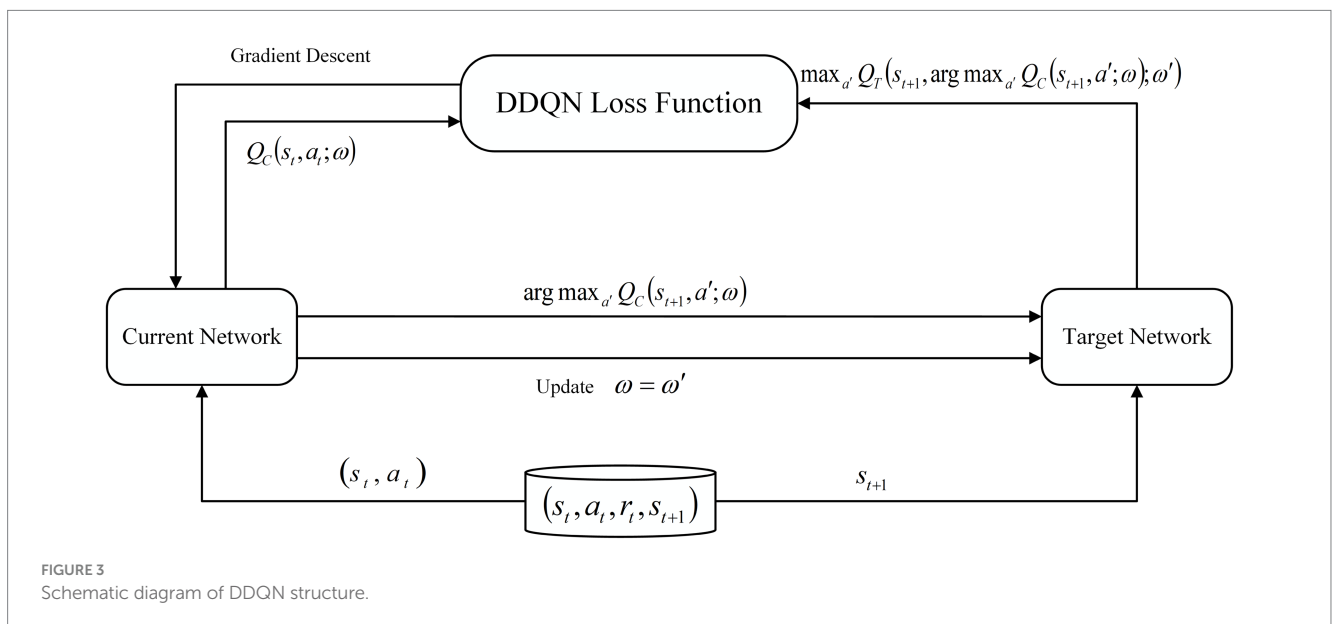 Gradient Descent
DDQN Loss Function
max_{a'} Q_T(s_{t+1}, arg max_{a'} Q_C(s_{t+1}, a'; ω); ω')
Q_C(s_t, a_t; ω)
arg max_{a'} Q_C(s_{t+1}, a'; ω)
Current Network
Target Network
Update ω = ω'
(s_t, a_t)
s_{t+1}
(s_t, a_t, r_t, s_{t+1})
FIGURE 3
Schematic diagram of DDQN structure.